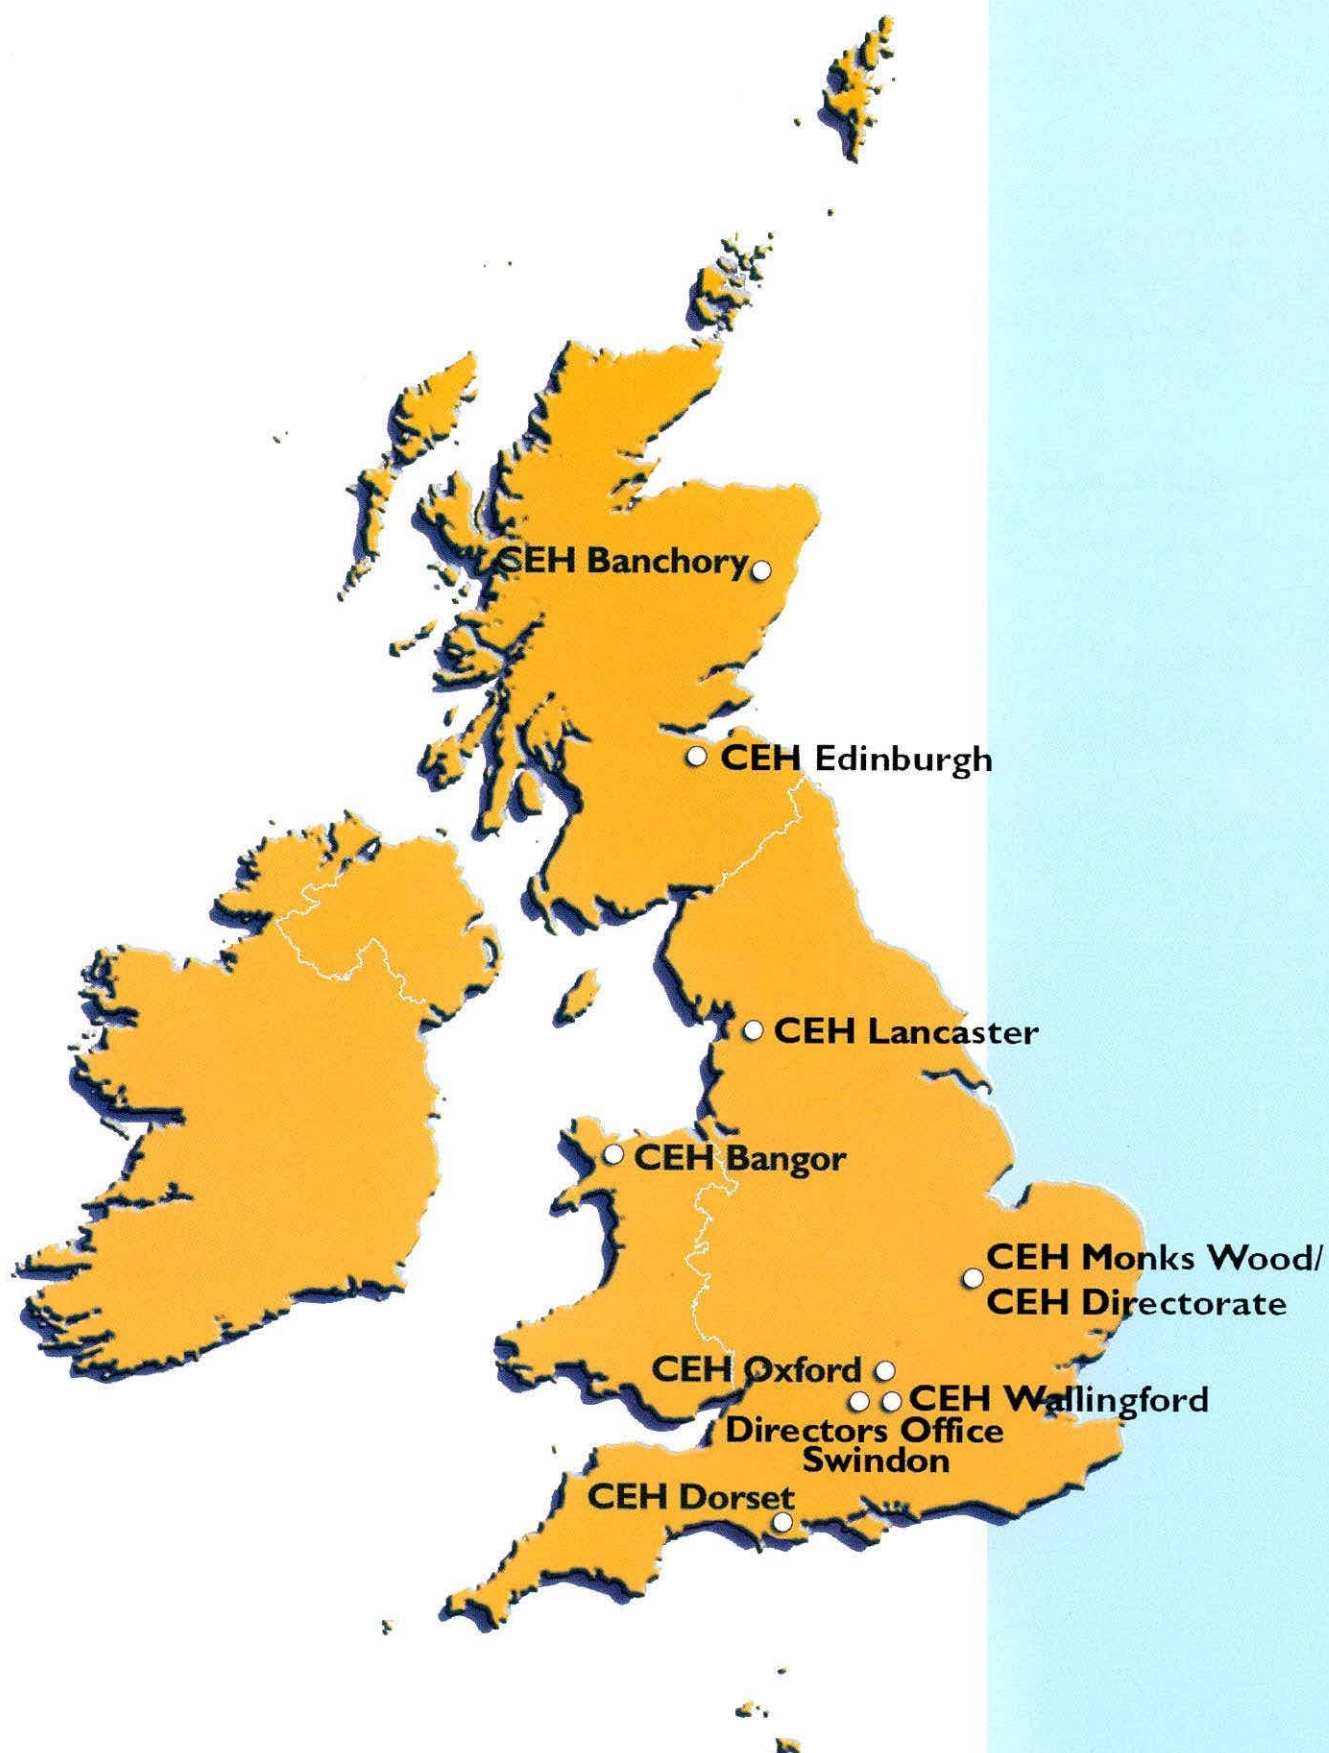 CEH Banchory
CEH Edinburgh
CEH Lancaster
CEH Bangor
CEH Monks Wood/
CEH Directorate
CEH Oxford
CEH Wallingford
Directors Office
Swindon
CEH Dorset